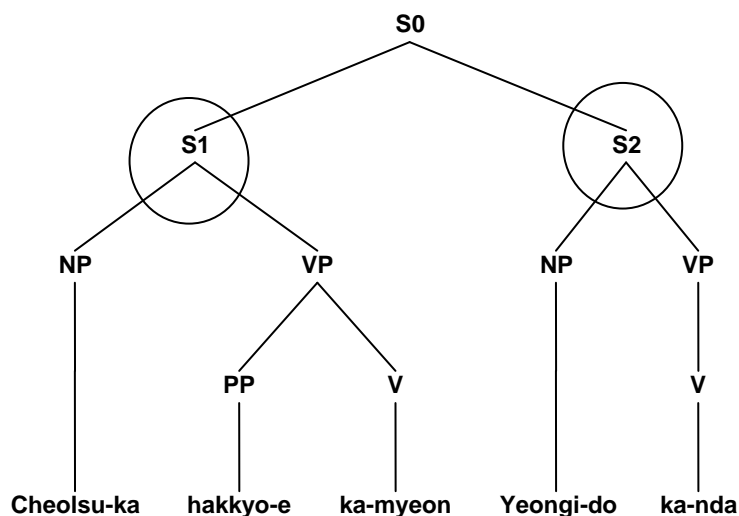 S0
S1 S2
NP VP NP VP
PP V V
Cheolsu-ka hakkyo-e ka-myeon Yeongi-do ka-nda